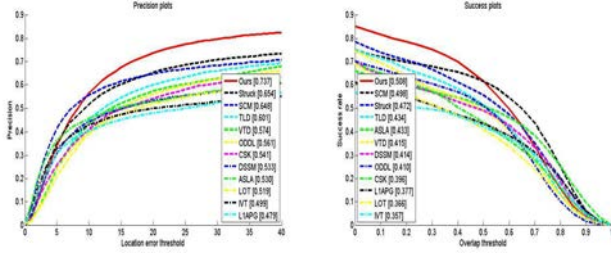 Precision plots
0.9
0.8
0.7
0.6
0.5
0.4
0.3
0.2
0.1
0
Precision
Ours [0.737]
Struck [0.654]
SCM [0.648]
TLD [0.601]
VTD [0.574]
ODDL [0.561]
CSK [0.541]
DSSM [0.533]
ASLA [0.530]
LOT [0.519]
IVT [0.499]
L1APG [0.479]
0 5 10 15 20 25 30 35 40
Location error threshold
Success plots
0.9
0.8
0.7
0.6
0.5
0.4
0.3
0.2
0.1
0
Success rate
Ours [0.508]
SCM [0.498]
Struck [0.472]
TLD [0.434]
ASLA [0.433]
VTD [0.415]
DSSM [0.414]
ODDL [0.410]
CSK [0.396]
L1APG [0.377]
LOT [0.366]
IVT [0.357]
0 0.1 0.2 0.3 0.4 0.5 0.6 0.7 0.8 0.9
Overlap threshold